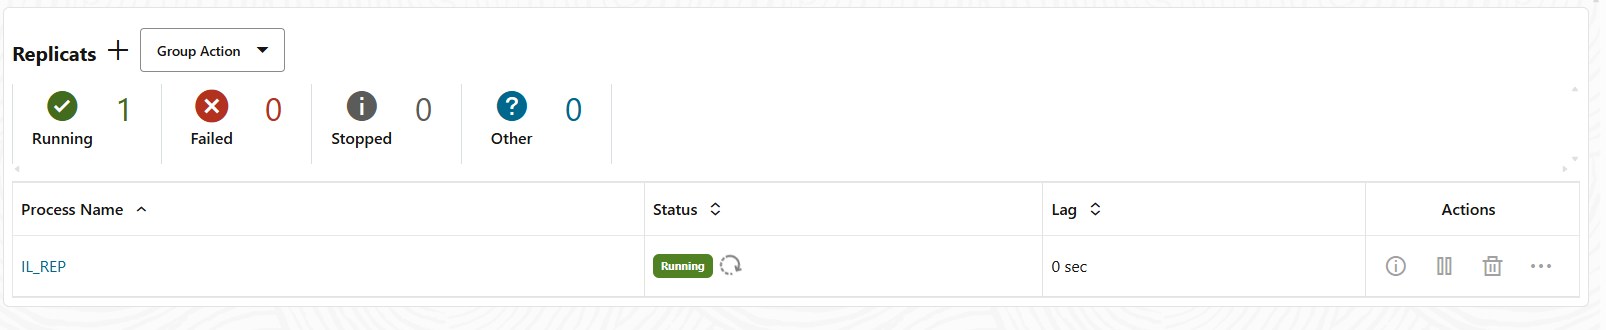 Replicats Group Action
1 0 0 0
Running Failed Stopped Other
Process Name Status Lag Actions
IL_REP Running 0 sec